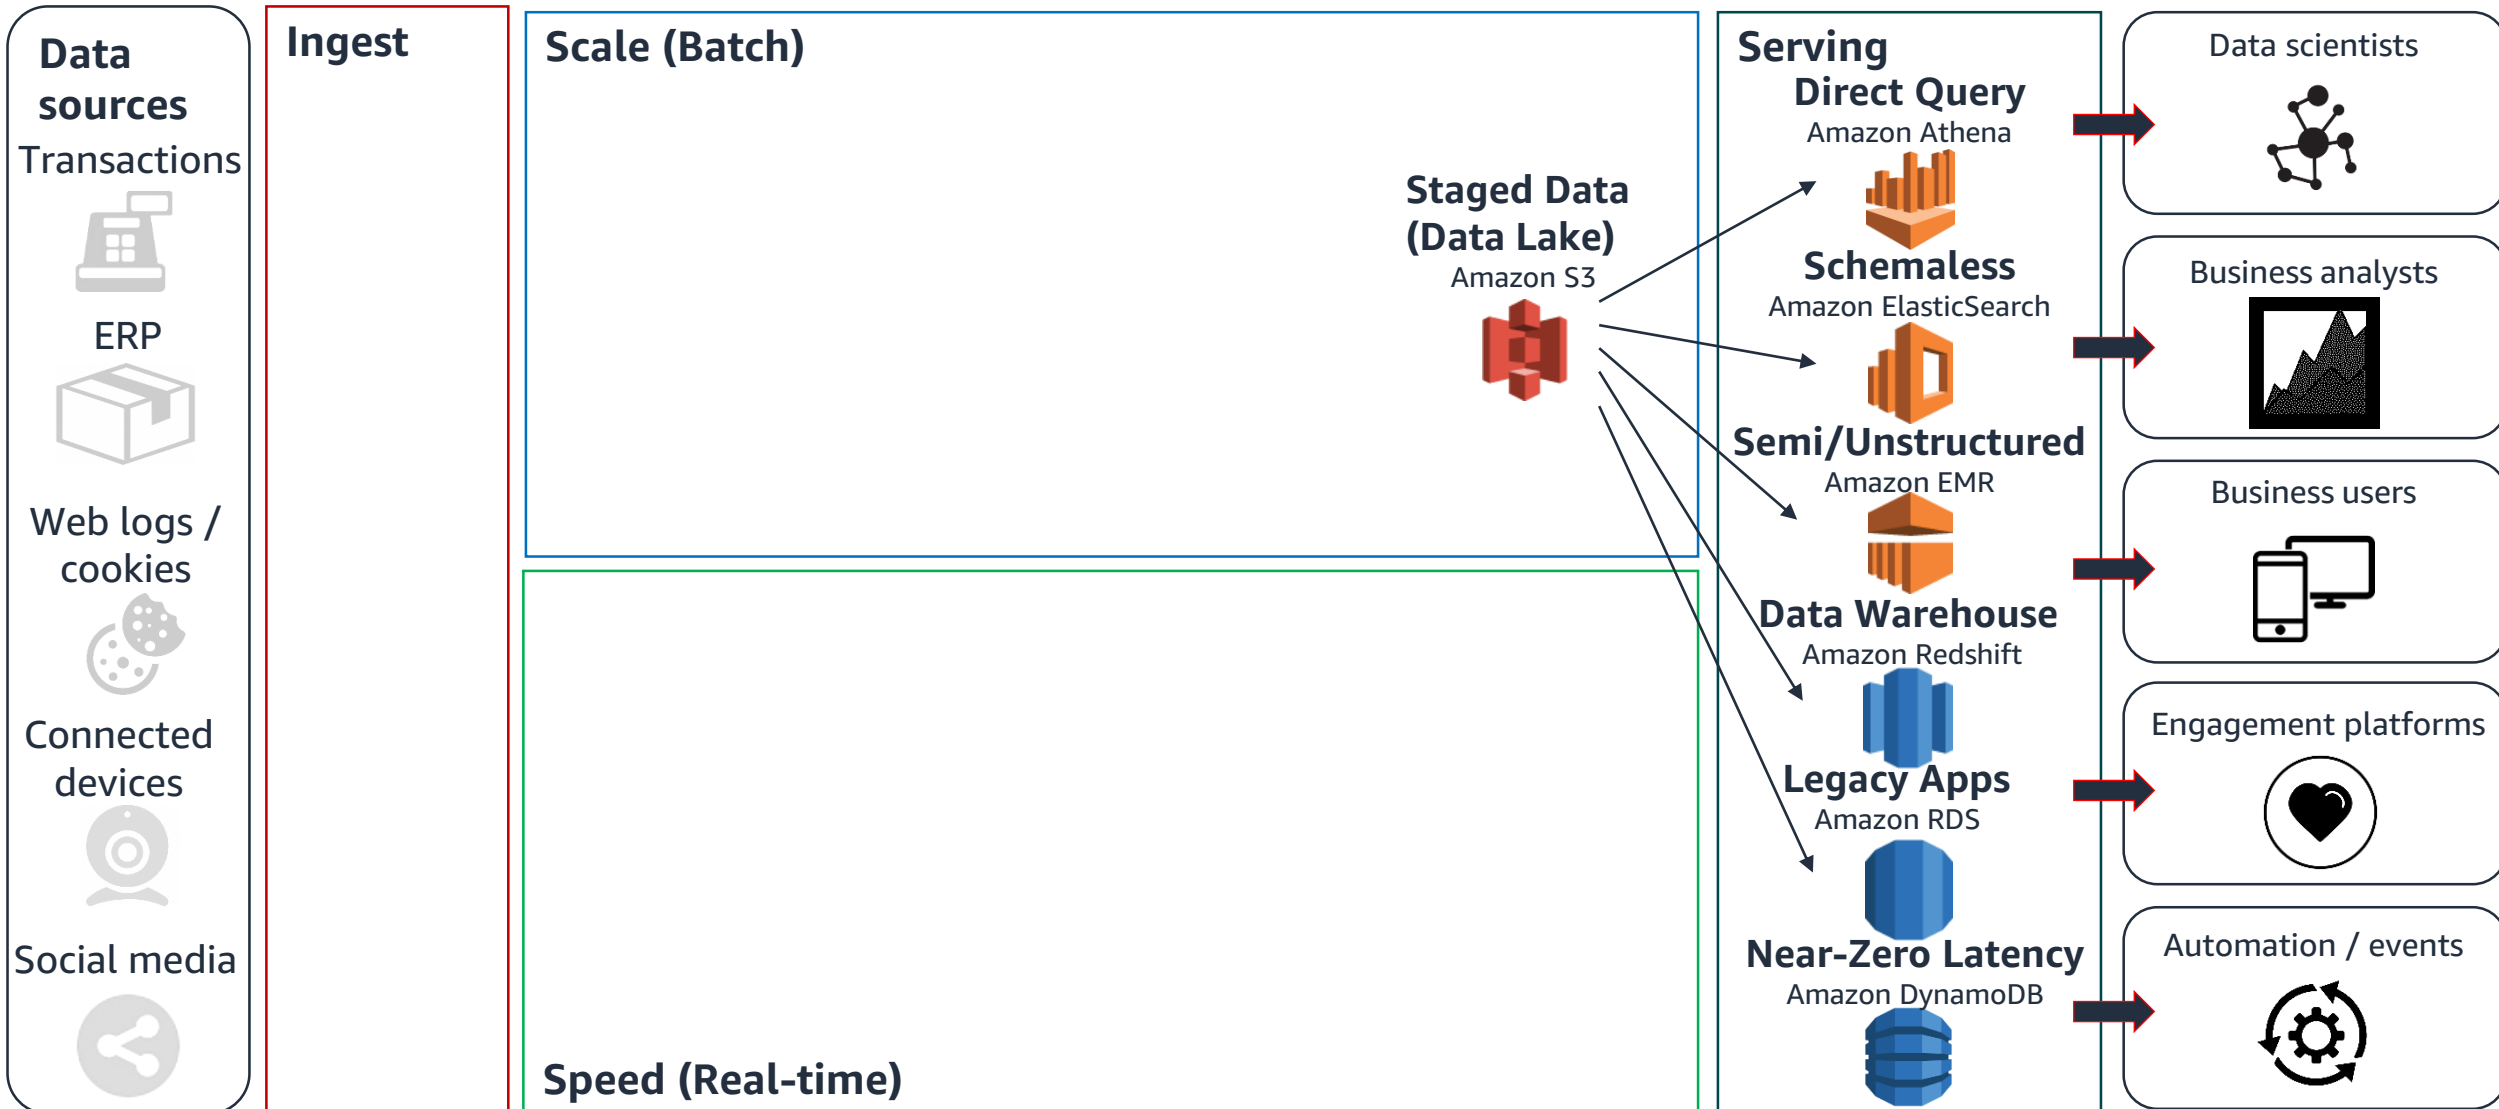 Data
sources
Transactions
ERP
Web logs /
cookies
Connected
devices
Social media
Ingest
Scale (Batch)
Staged Data
(Data Lake)
Amazon S3
Speed (Real-time)
Serving
Direct Query
Amazon Athena
Schemaless
Amazon ElasticSearch
Semi/Unstructured
Amazon EMR
Data Warehouse
Amazon Redshift
Legacy Apps
Amazon RDS
Near-Zero Latency
Amazon DynamoDB
Data scientists
Business analysts
Business users
Engagement platforms
Automation / events